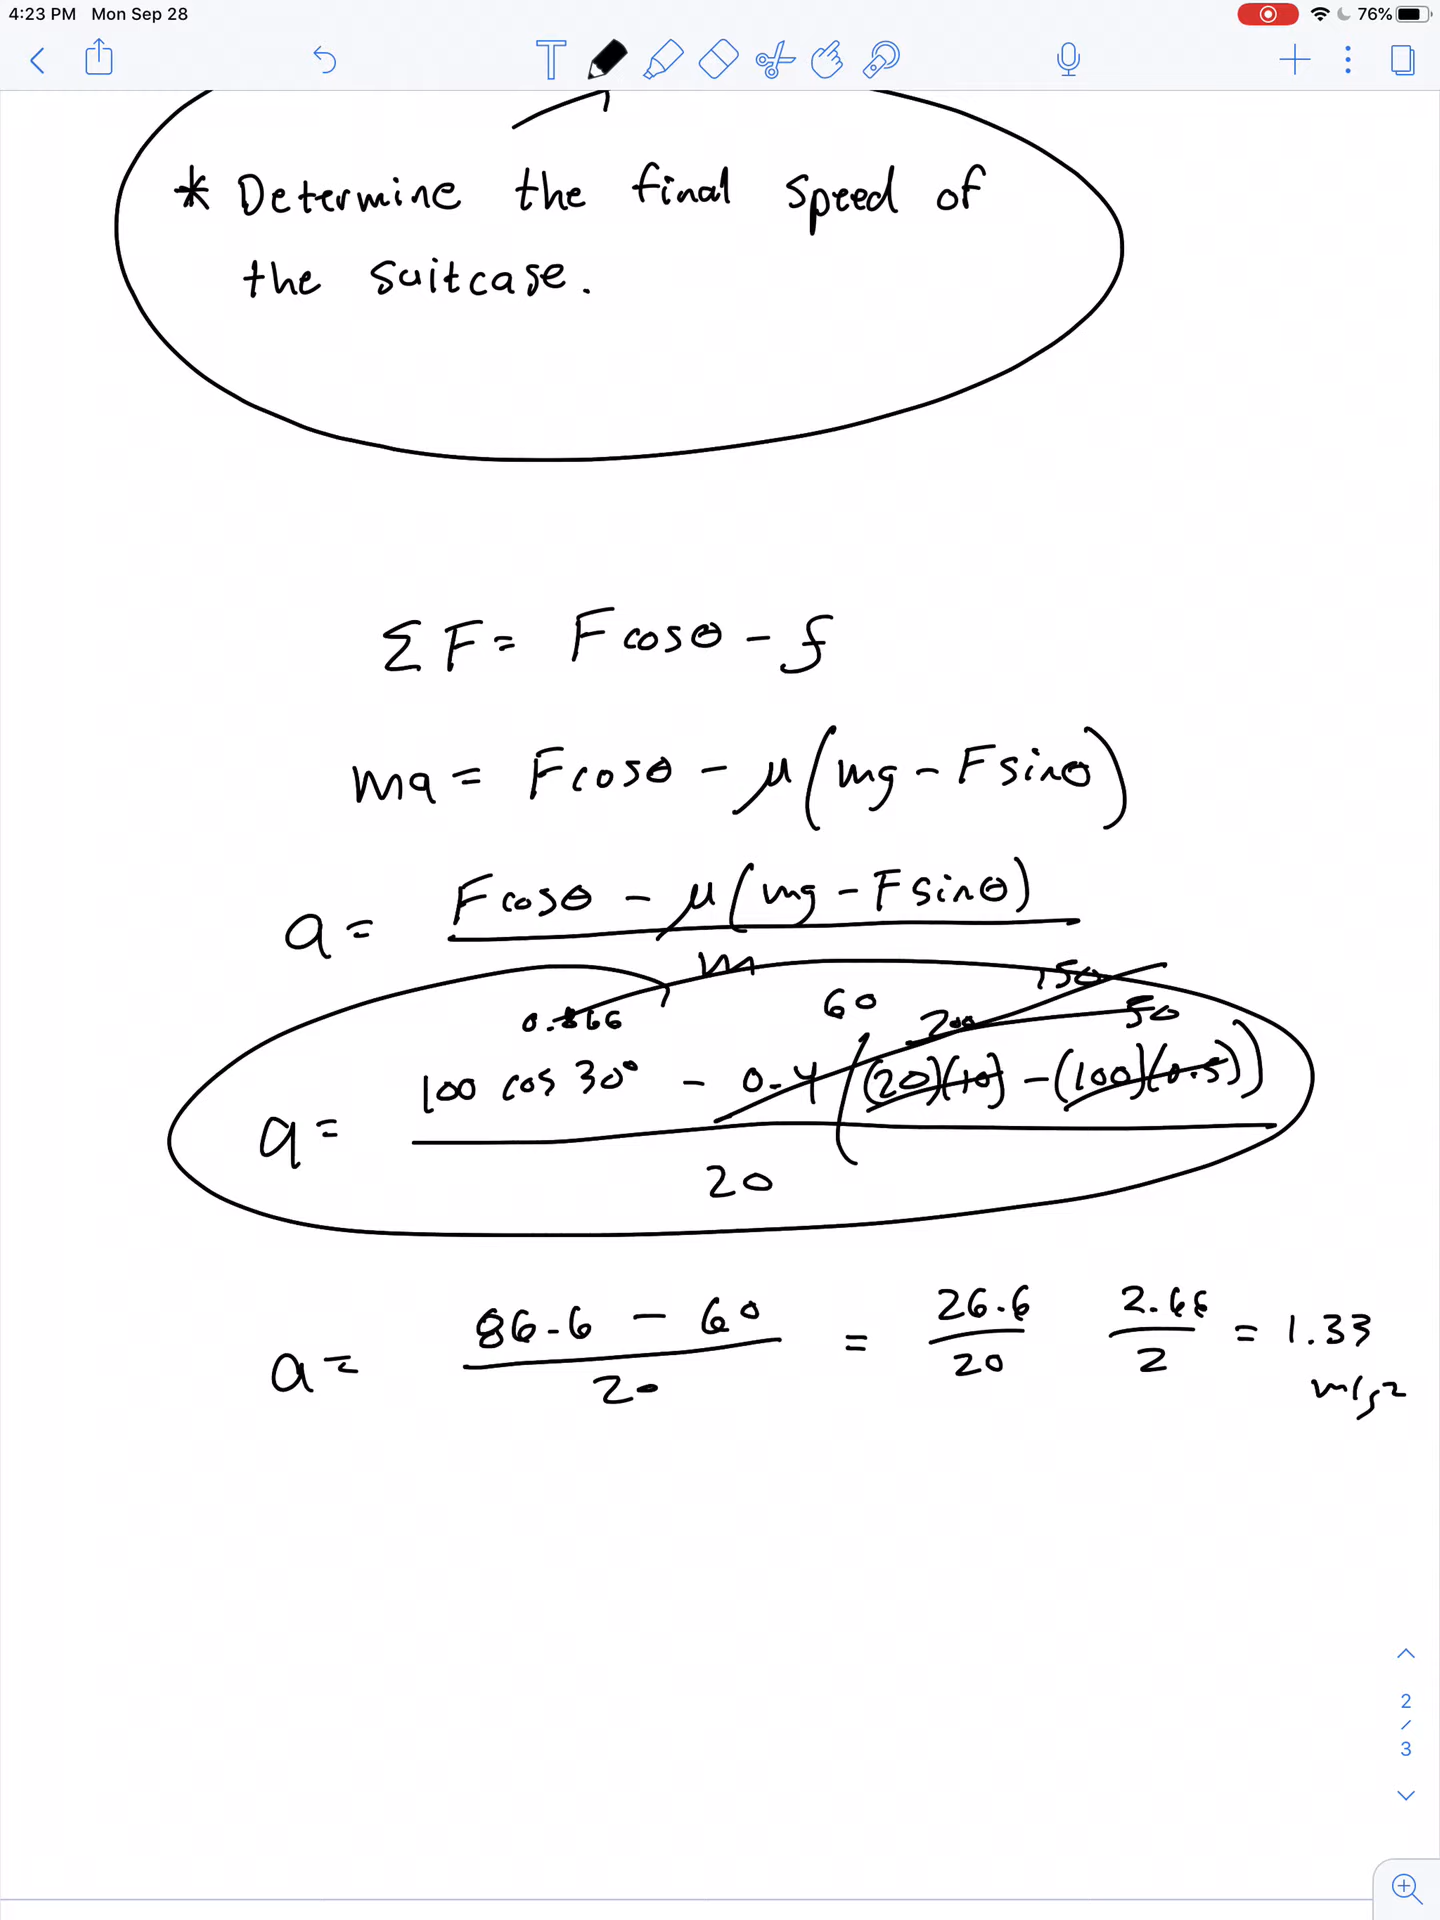 4:23 PM Mon Sep 28 76%
* Determine the final speed of
the suitcase.
ΣF = Fcosθ - f
ma = Fcosθ - μ(mg - Fsinθ)
a = Fcosθ - μ(mg - Fsinθ)
m
150
0.866 60 200 50
a = 100 cos 30° - 0.4 ((20)(10) - (100)(0.5))
20
a = 86.6 - 60 = 26.6 2.66 = 1.33
20 20 2 m/s²
2
/
3